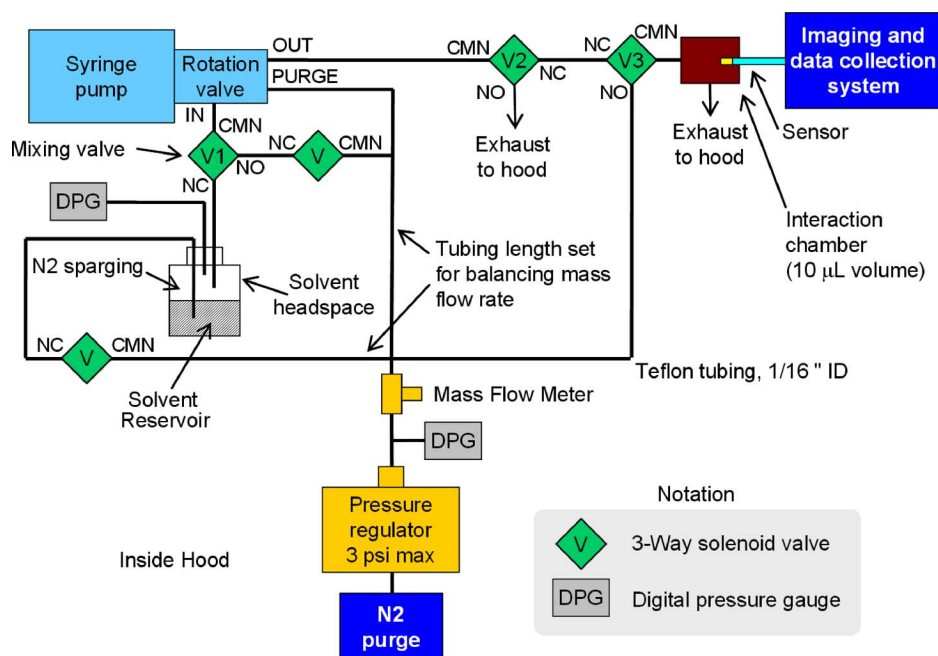 Syringe
pump
Rotation
valve
OUT
PURGE
IN
CMN
V2
NC
NO
Exhaust
to hood
NC
CMN
V3
NO
Exhaust
to hood
Imaging and
data collection
system
Sensor
Interaction
chamber
(10 μL volume)
Mixing valve
CMN
V1
NO
NC
NC
V
CMN
DPG
N2 sparging
Solvent
headspace
Tubing length set
for balancing mass
flow rate
NC
V
CMN
Solvent
Reservoir
Teflon tubing, 1/16 " ID
Mass Flow Meter
DPG
Pressure
regulator
3 psi max
Inside Hood
N2
purge
Notation
V
3-Way solenoid valve
DPG
Digital pressure gauge